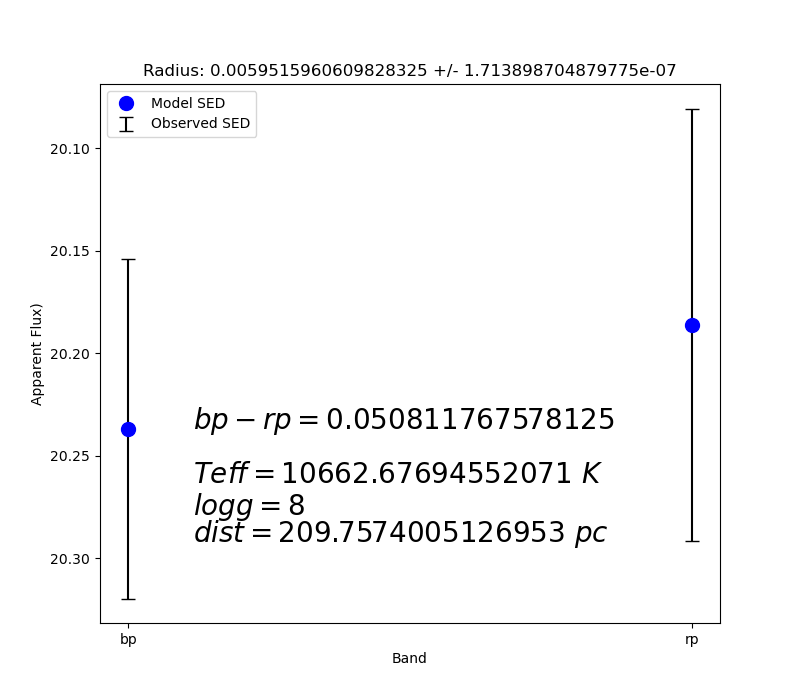 Radius: 0.0059515960609828325 +/- 1.713898704879775e-07
Model SED
Observed SED
20.10
20.15
20.20
20.25
20.30
Apparent Flux)
bp − rp = 0.050811767578125
Teff = 10662.67694552071 K
logg = 8
dist = 209.7574005126953 pc
bp
rp
Band